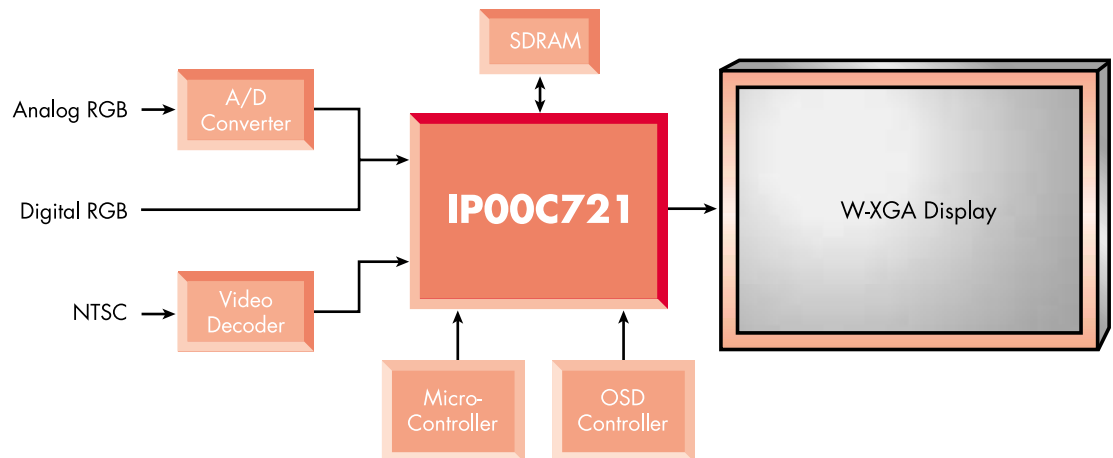 SDRAM
Analog RGB
A/D
Converter
Digital RGB
IP00C721
W-XGA Display
NTSC
Video
Decoder
Micro-
Controller
OSD
Controller